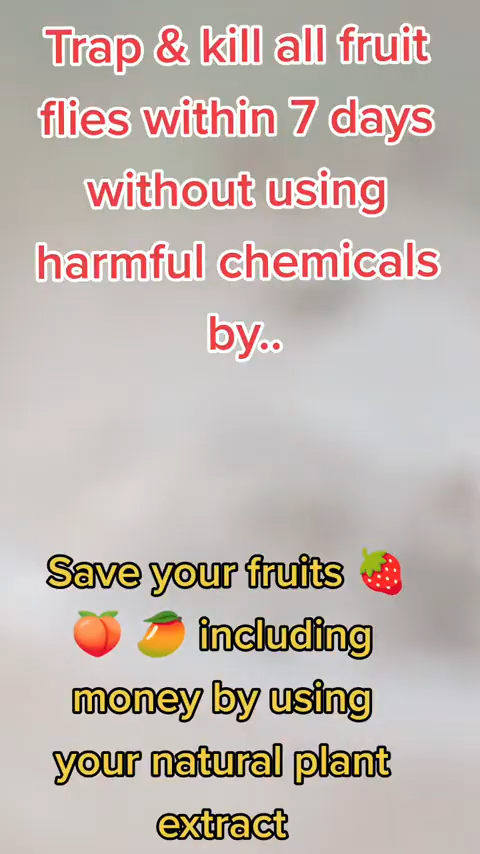 Trap & kill all fruit
flies within 7 days
without using
harmful chemicals
by..
Save your fruits 🍓
🍑 🥭 including
money by using
your natural plant
extract